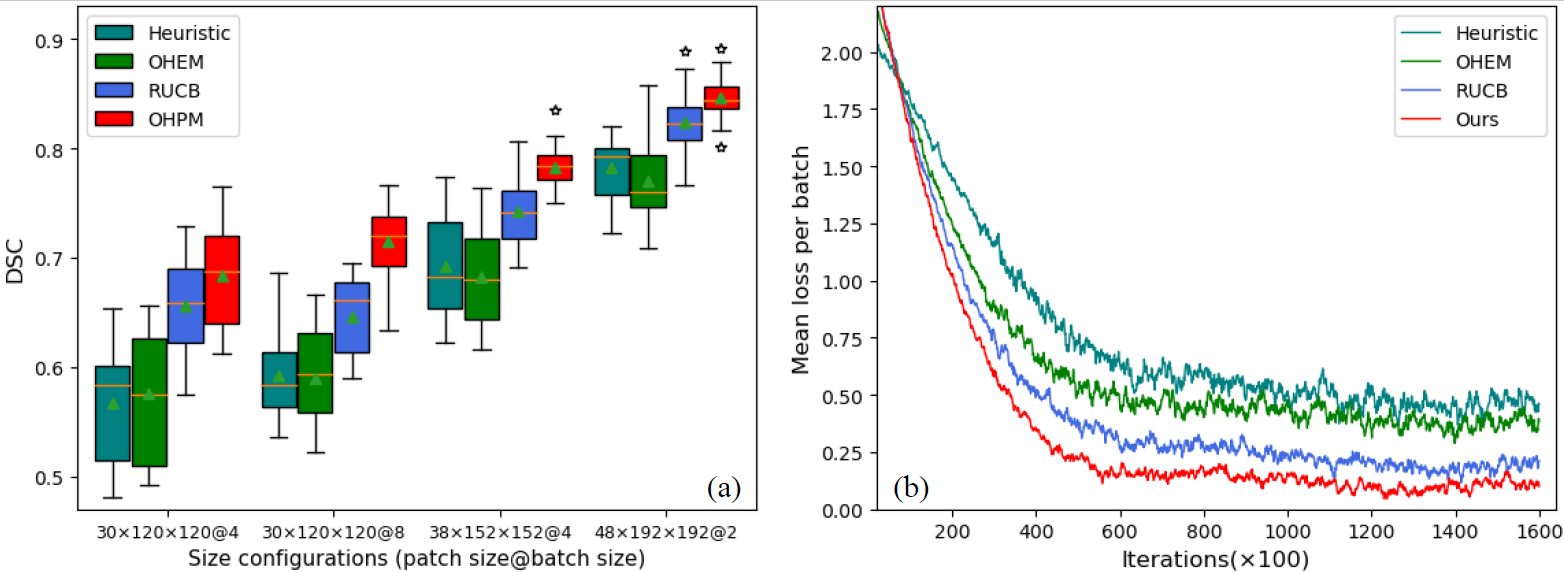 0.9
0.8
0.7
0.6
0.5
DSC
Heuristic
OHEM
RUCB
OHPM
(a)
30×120×120@4
30×120×120@8
38×152×152@4
48×192×192@2
Size configurations (patch size@batch size)
2.00
1.75
1.50
1.25
1.00
0.75
0.50
0.25
0.00
Mean loss per batch
Heuristic
OHEM
RUCB
Ours
(b)
200
400
600
800
1000
1200
1400
1600
Iterations(×100)